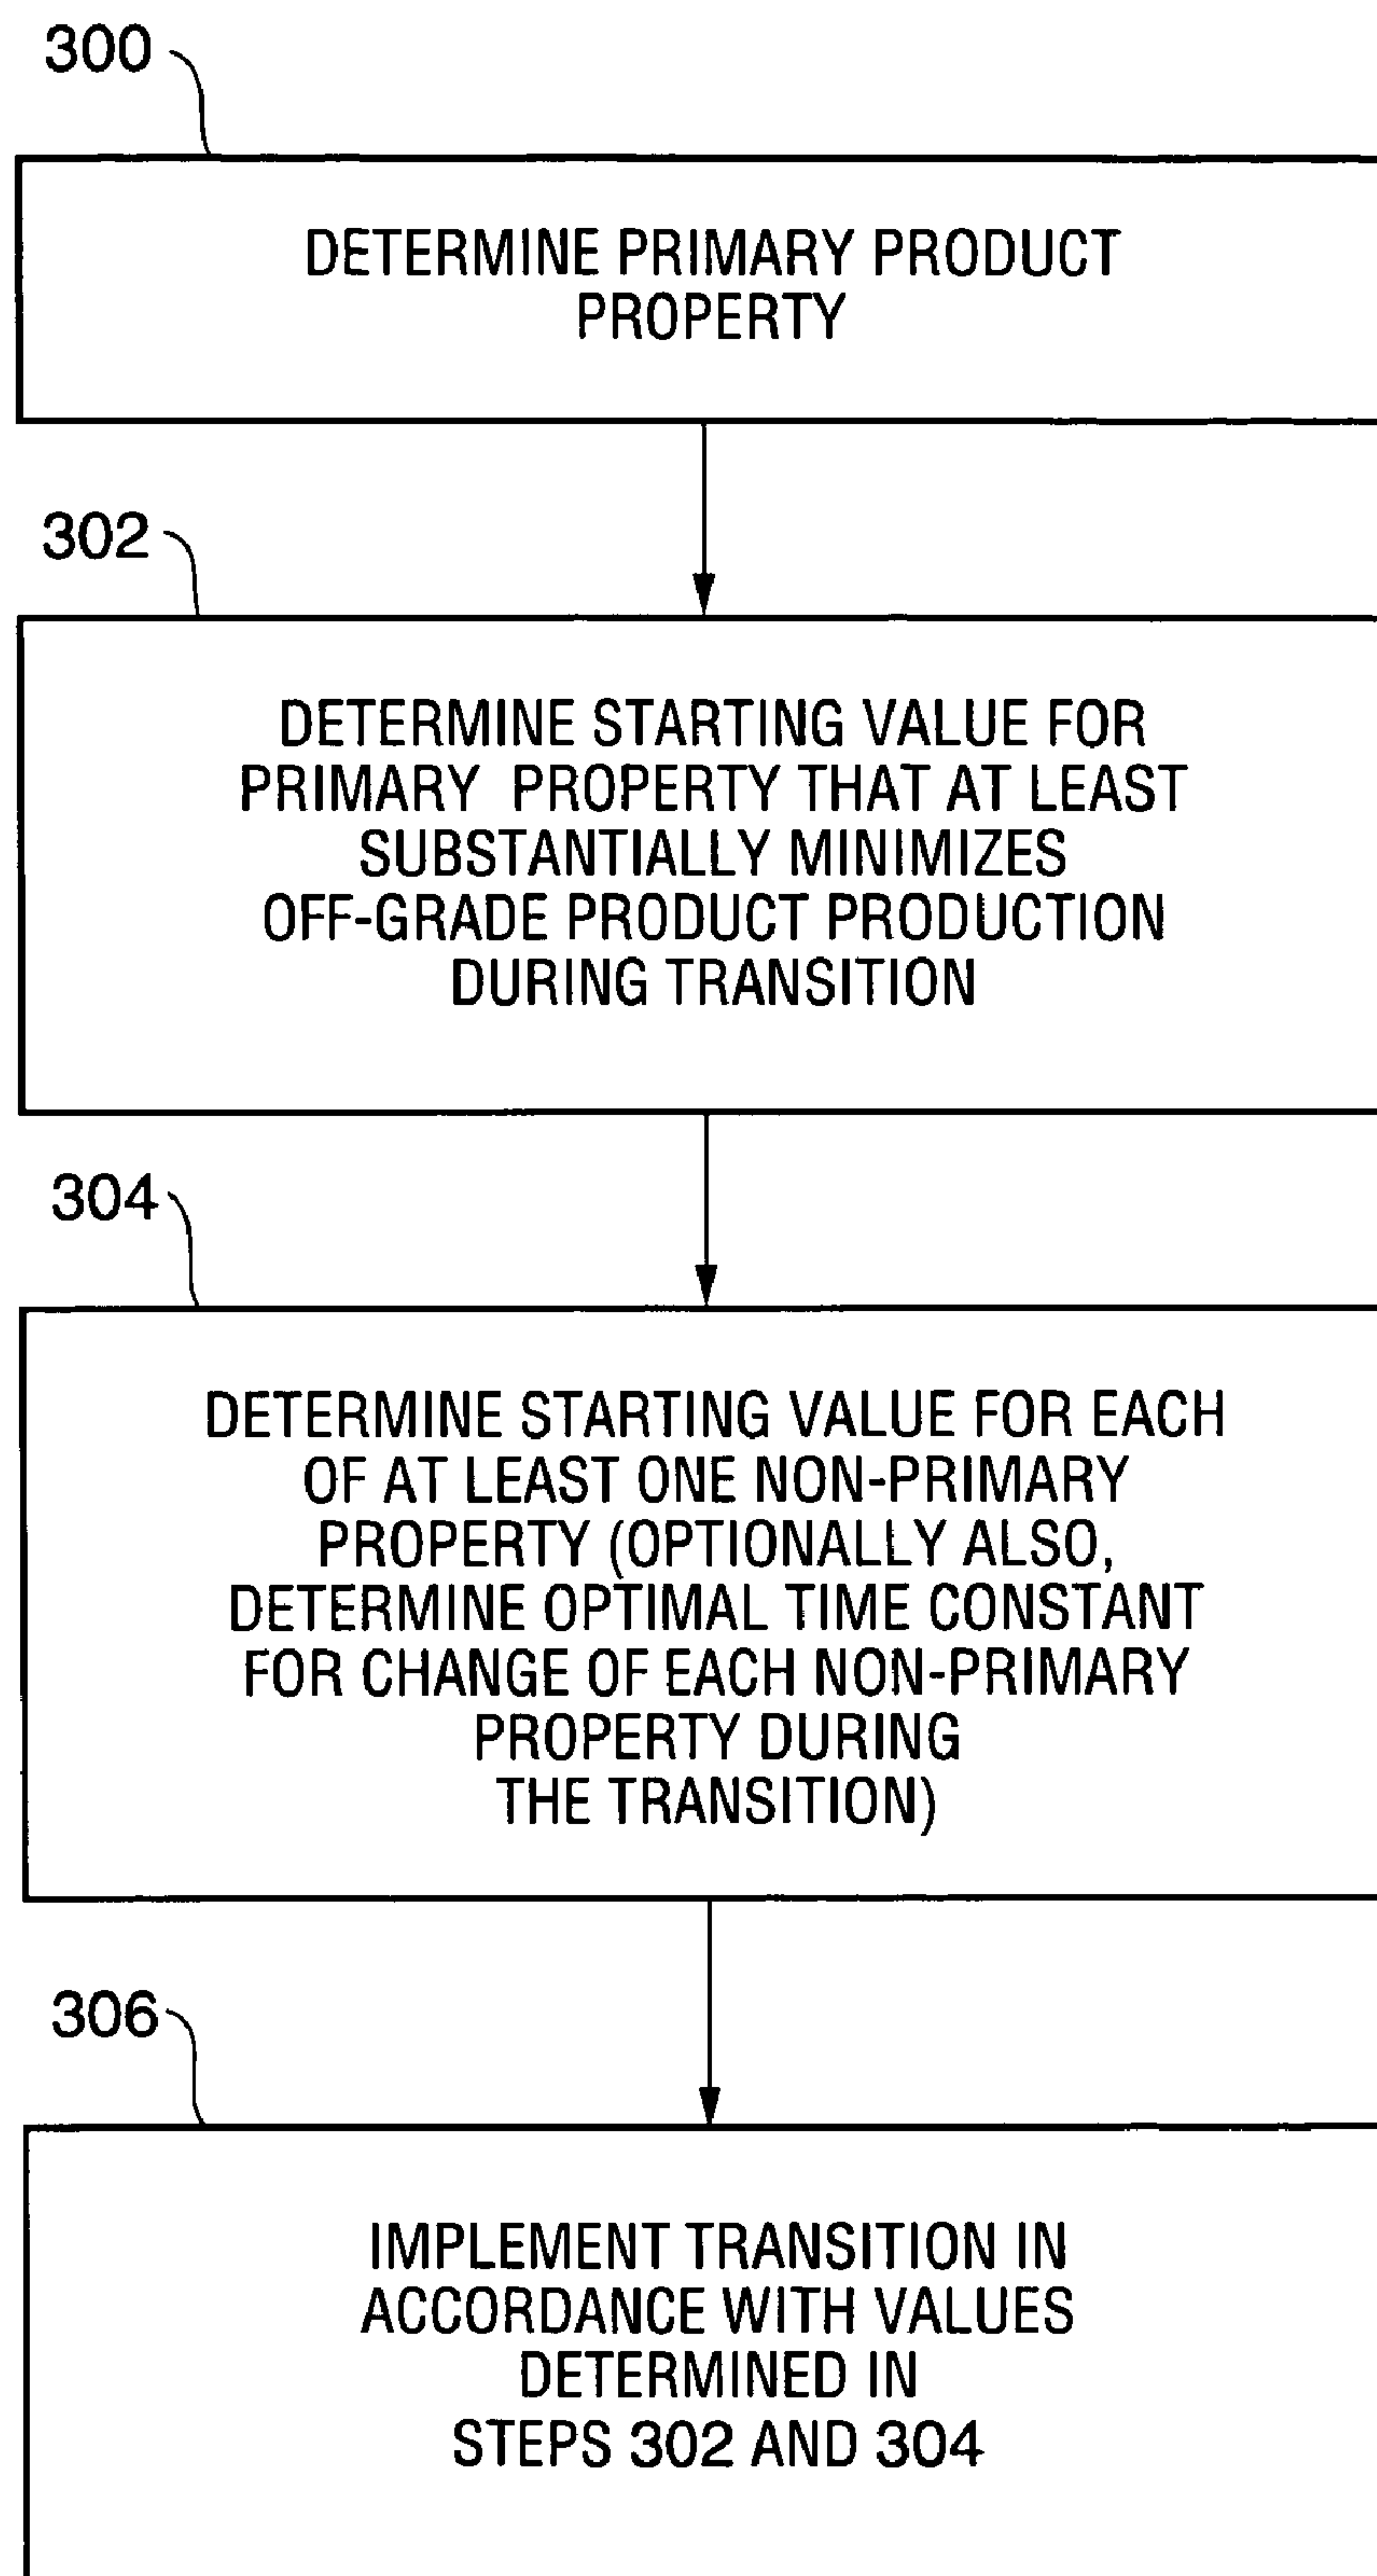 300
DETERMINE PRIMARY PRODUCT
PROPERTY
302
DETERMINE STARTING VALUE FOR
PRIMARY PROPERTY THAT AT LEAST
SUBSTANTIALLY MINIMIZES
OFF-GRADE PRODUCT PRODUCTION
DURING TRANSITION
304
DETERMINE STARTING VALUE FOR EACH
OF AT LEAST ONE NON-PRIMARY
PROPERTY (OPTIONALLY ALSO,
DETERMINE OPTIMAL TIME CONSTANT
FOR CHANGE OF EACH NON-PRIMARY
PROPERTY DURING
THE TRANSITION)
306
IMPLEMENT TRANSITION IN
ACCORDANCE WITH VALUES
DETERMINED IN
STEPS 302 AND 304